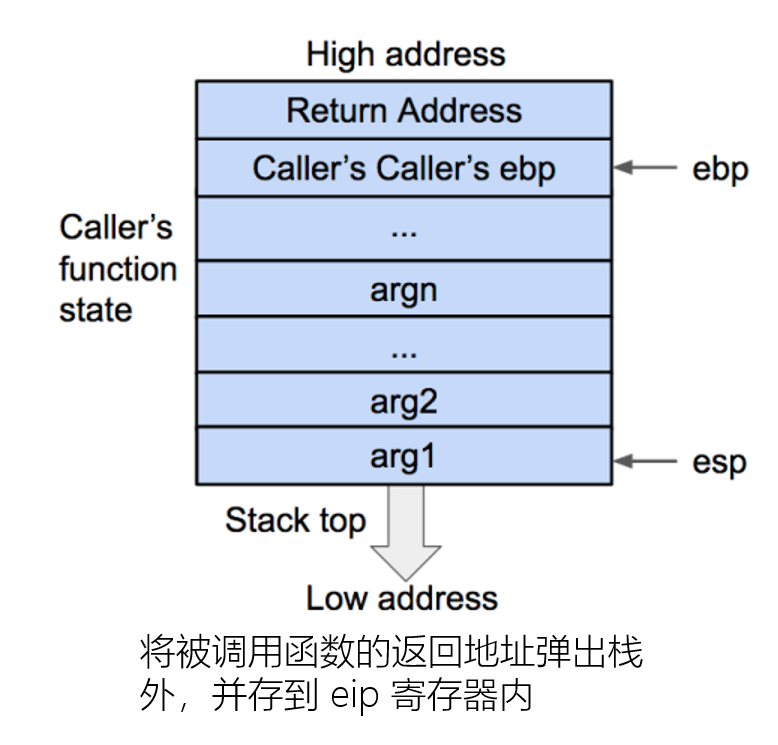 High address
Return Address
Caller's Caller's ebp
ebp
...
Caller's
function
state
argn
...
arg2
arg1
esp
Stack top
Low address
将被调用函数的返回地址弹出栈
外，并存到 eip 寄存器内